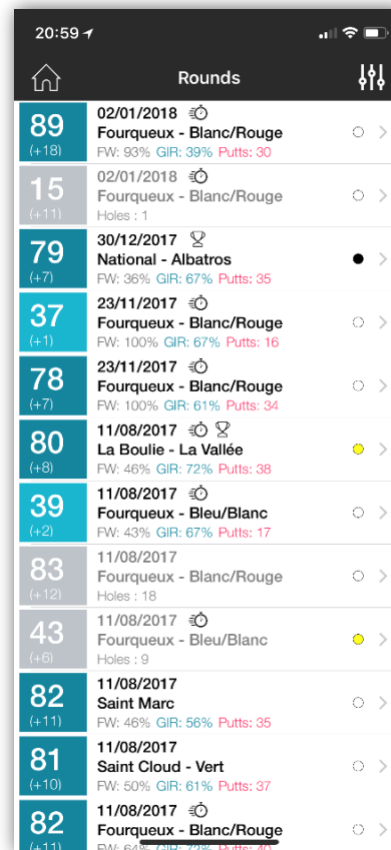 20:59
Rounds
89
(+18)
02/01/2018
Fourqueux - Blanc/Rouge
FW: 93% GIR: 39% Putts: 30
15
(+11)
02/01/2018
Fourqueux - Blanc/Rouge
Holes : 1
79
(+7)
30/12/2017
National - Albatros
FW: 36% GIR: 67% Putts: 35
37
(+1)
23/11/2017
Fourqueux - Blanc/Rouge
FW: 100% GIR: 67% Putts: 16
78
(+7)
23/11/2017
Fourqueux - Blanc/Rouge
FW: 100% GIR: 61% Putts: 34
80
(+8)
11/08/2017
La Boulie - La Vallée
FW: 46% GIR: 72% Putts: 38
39
(+2)
11/08/2017
Fourqueux - Bleu/Blanc
FW: 43% GIR: 67% Putts: 17
83
(+12)
11/08/2017
Fourqueux - Blanc/Rouge
Holes : 18
43
(+6)
11/08/2017
Fourqueux - Bleu/Blanc
Holes : 9
82
(+11)
11/08/2017
Saint Marc
FW: 46% GIR: 56% Putts: 35
81
(+10)
11/08/2017
Saint Cloud - Vert
FW: 50% GIR: 61% Putts: 37
82
(+11)
11/08/2017
Fourqueux - Blanc/Rouge
FW: 64% GIR: 72% Putts: 40